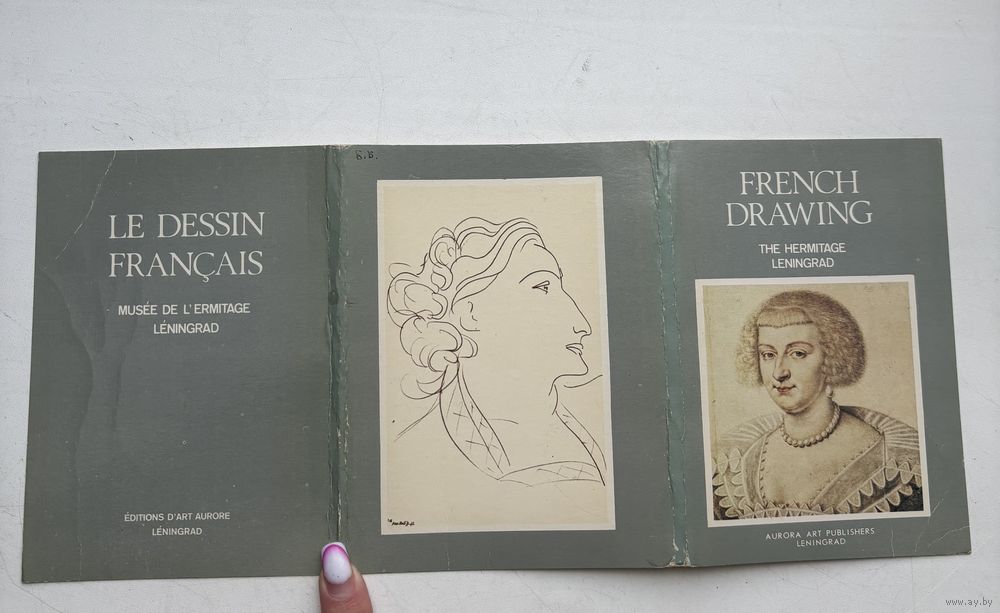 LE DESSIN
FRANÇAIS
MUSÉE DE L'ERMITAGE
LÉNINGRAD
ÉDITIONS D'ART AURORE
LÉNINGRAD
FRENCH
DRAWING
THE HERMITAGE
LENINGRAD
AURORA ART PUBLISHERS
LENINGRAD
www.ay.by